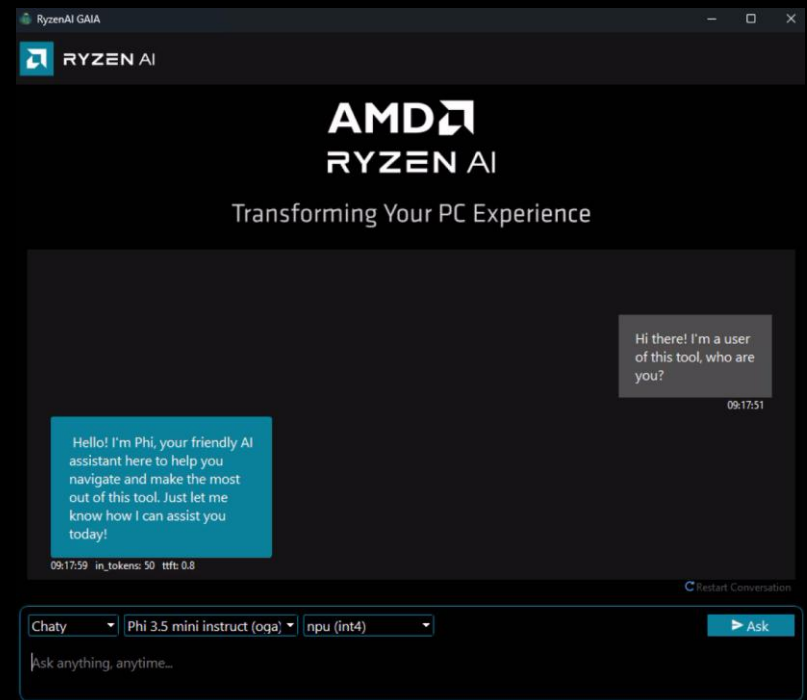 RyzenAI GAIA
RYZEN AI
AMD
RYZEN AI
Transforming Your PC Experience
Hi there! I'm a user
of this tool, who are
you?
09:17:51
Hello! I'm Phi, your friendly AI
assistant here to help you
navigate and make the most
out of this tool. Just let me
know how I can assist you
today!
09:17:59 in_tokens: 50 ttft: 0.8
Restart Conversation
Chaty Phi 3.5 mini instruct (oga) npu (int4) Ask
Ask anything, anytime...